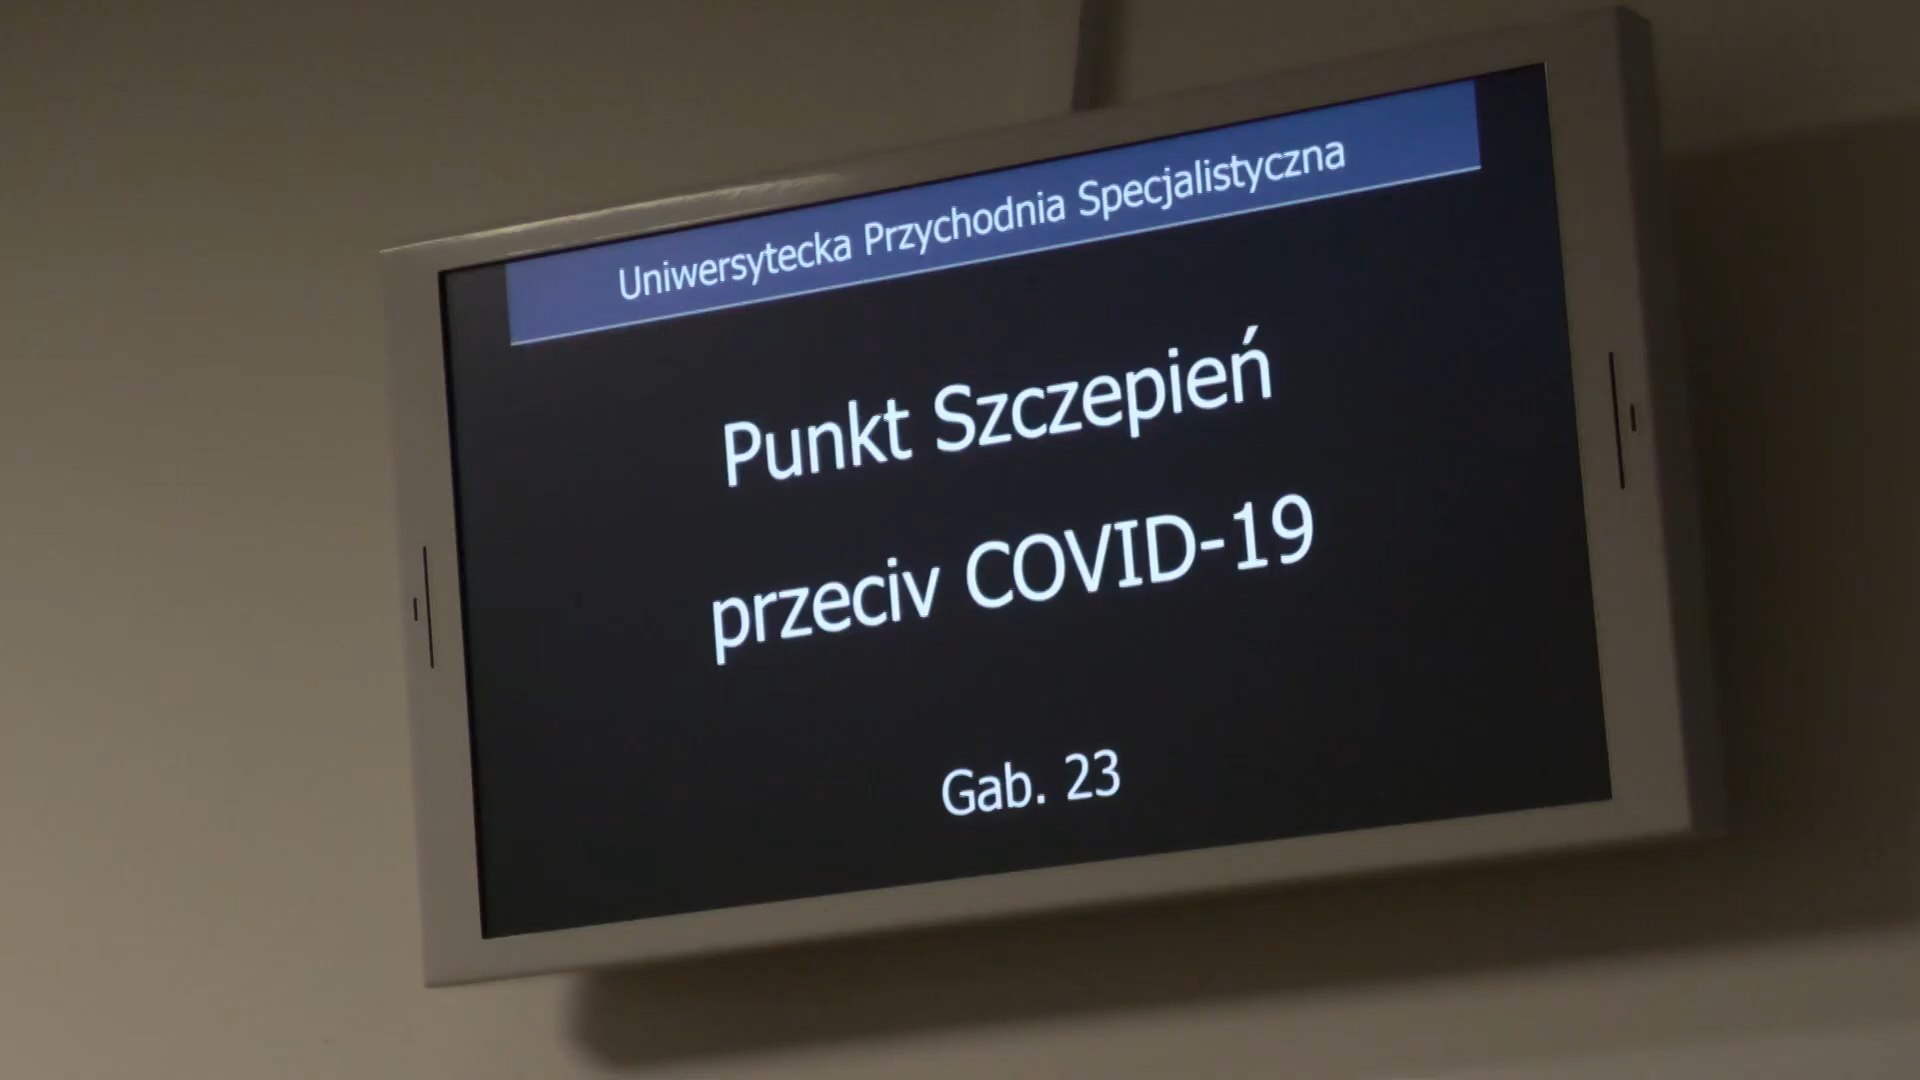 Uniwersytecka Przychodnia Specjalistyczna
Punkt Szczepień
przeciv COVID-19
Gab. 23